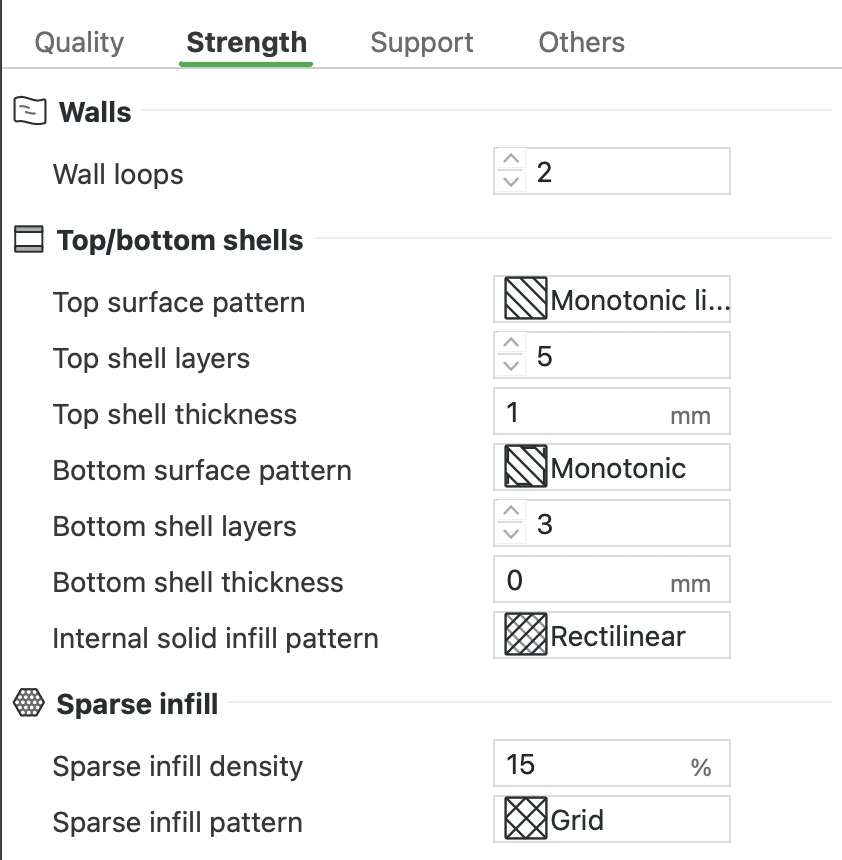 Quality Strength Support Others
Walls
Wall loops 2
Top/bottom shells
Top surface pattern Monotonic li...
Top shell layers 5
Top shell thickness 1 mm
Bottom surface pattern Monotonic
Bottom shell layers 3
Bottom shell thickness 0 mm
Internal solid infill pattern Rectilinear
Sparse infill
Sparse infill density 15 %
Sparse infill pattern Grid